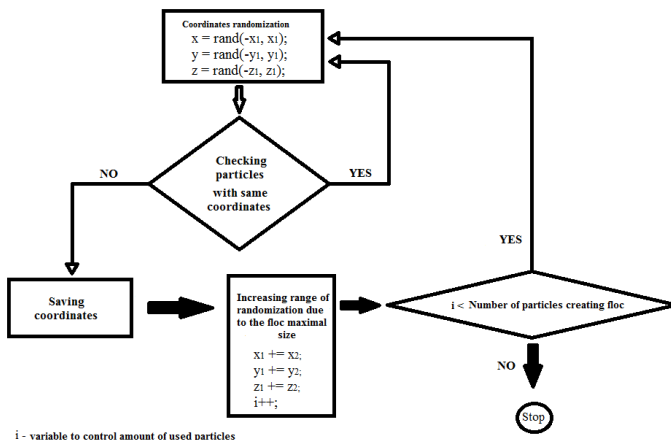 Coordinates randomization
x = rand(-x₁, x₁);
y = rand(-y₁, y₁);
z = rand(-z₁, z₁);
Checking
particles
with same
coordinates
NO
YES
Saving
coordinates
Increasing range of
randomization due
to the floc maximal
size
x₁ += x₂;
y₁ += y₂;
z₁ += z₂;
i++;
YES
i < Number of particles creating floc
NO
Stop
i - variable to control amount of used particles